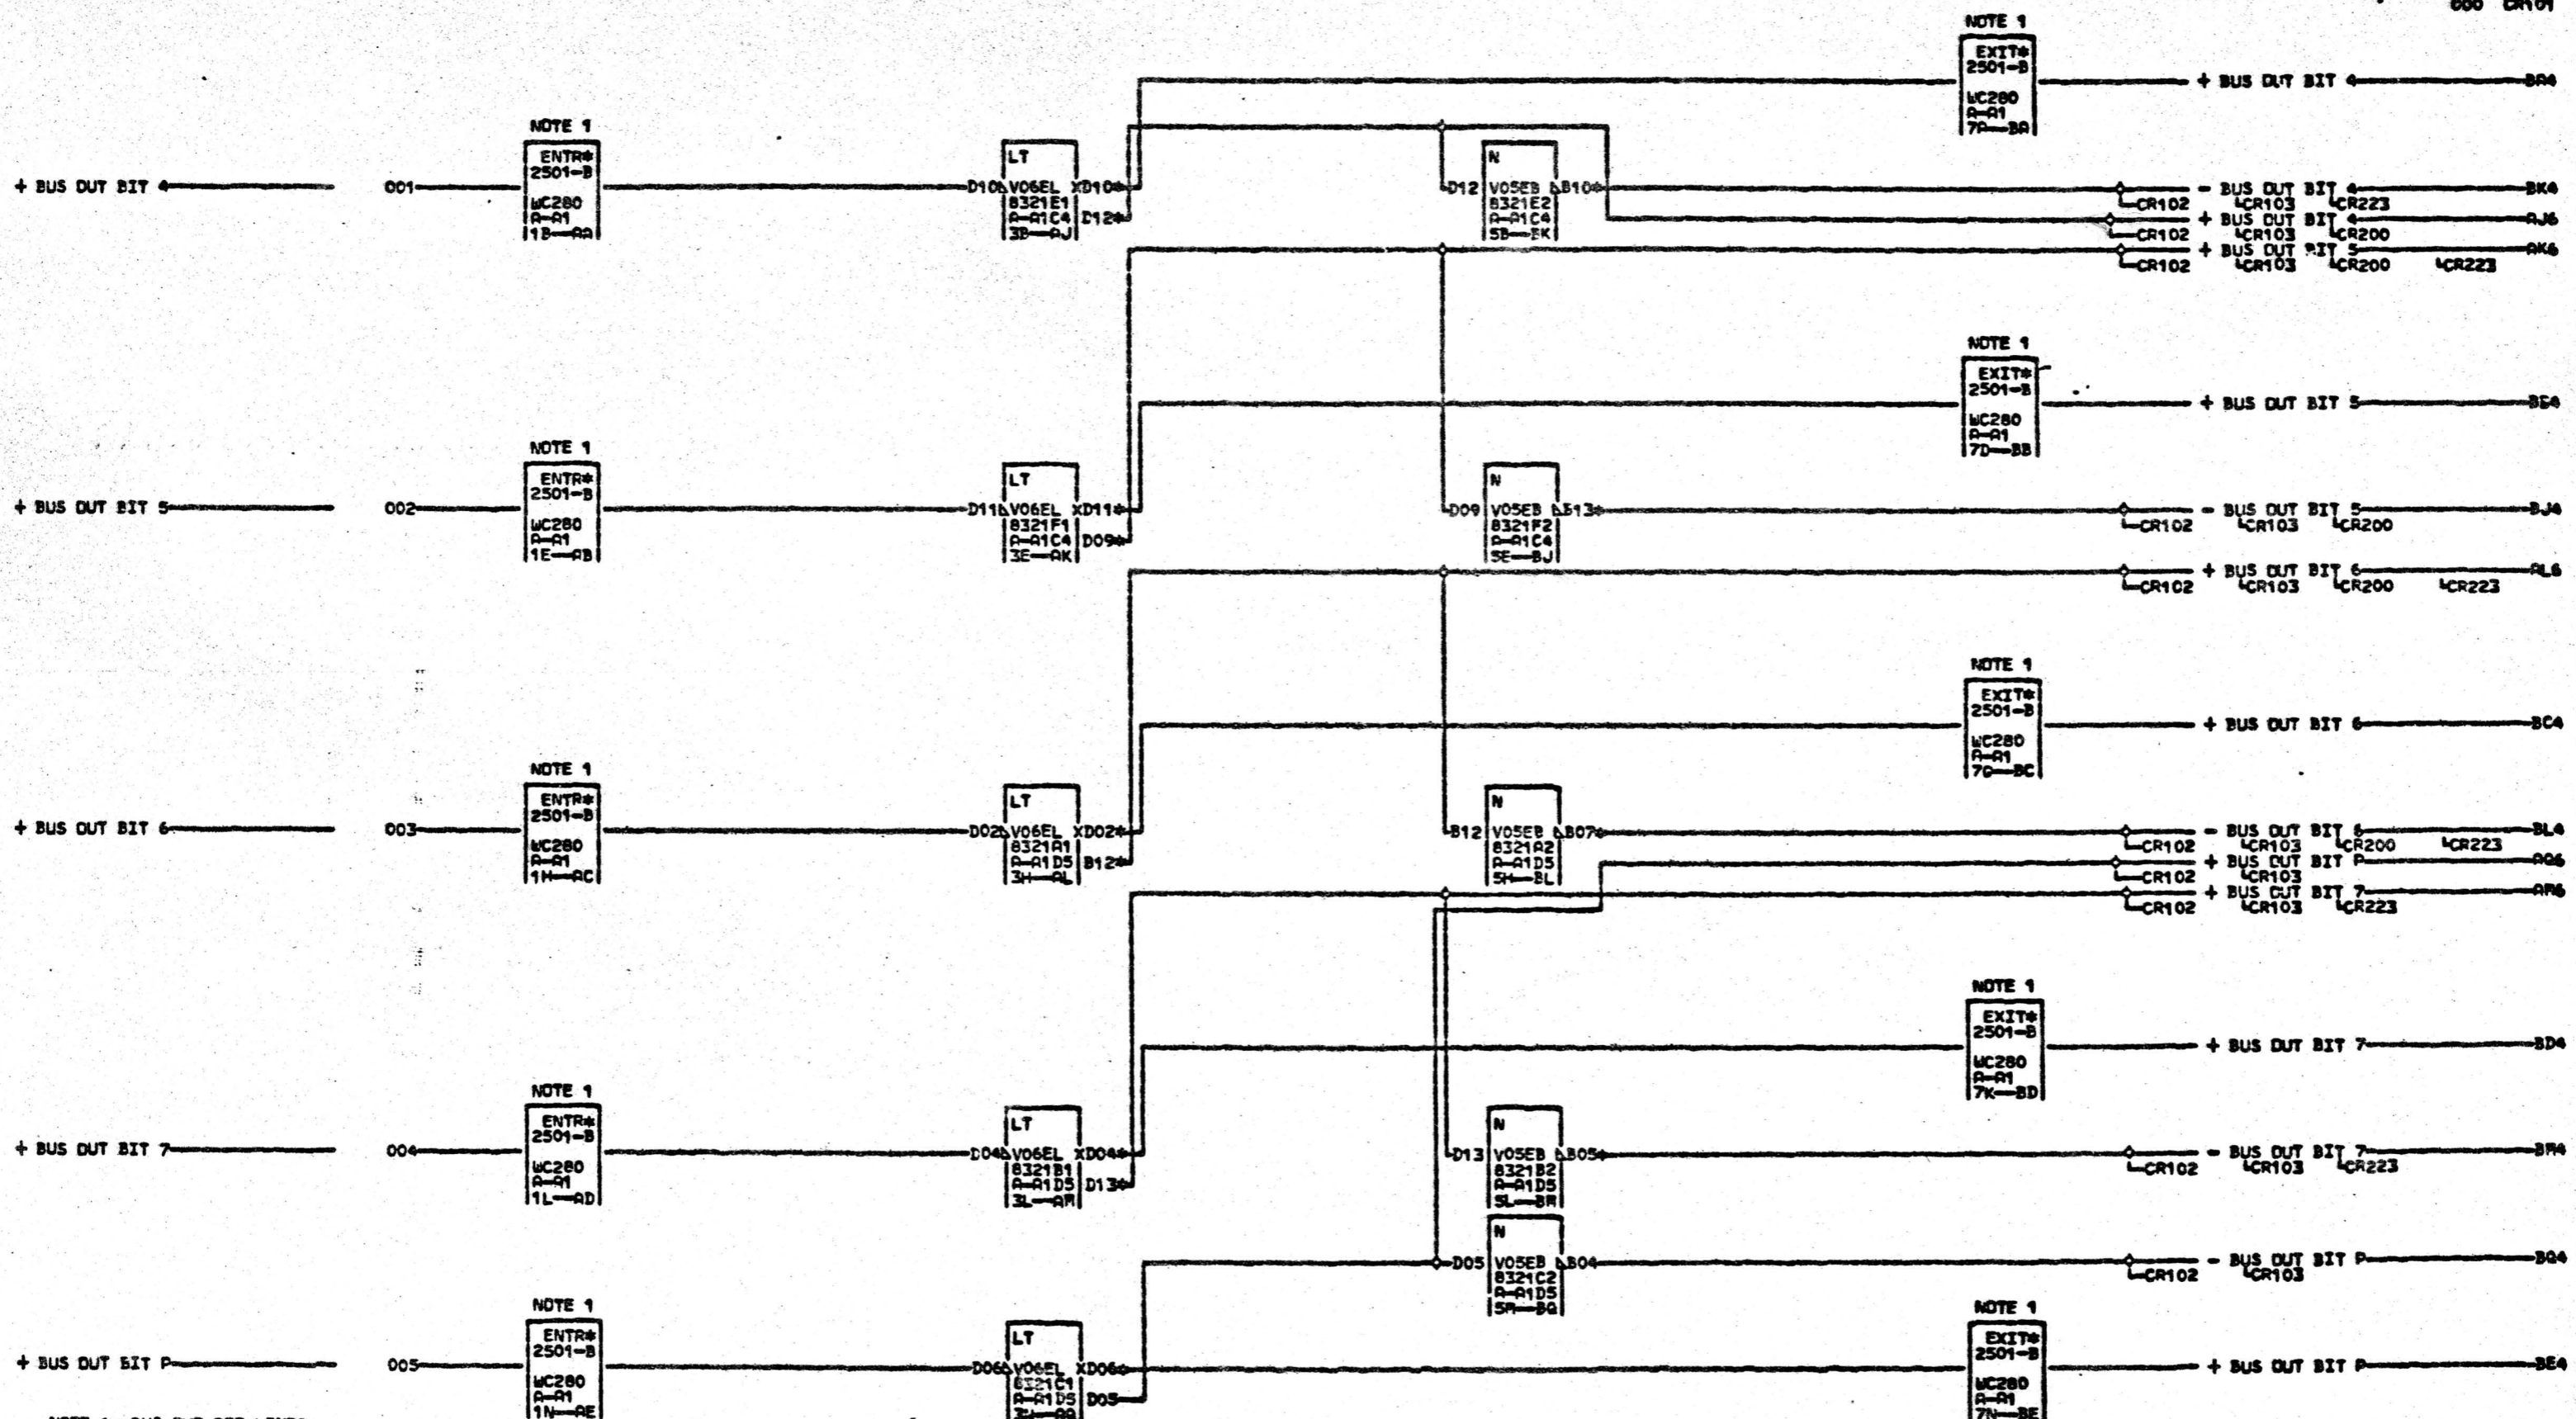 000 CR101
NOTE 1
EXIT*
2501-B
+ BUS OUT BIT 4 BA4
WC280
A-A1
7A BA
NOTE 1
ENTR*
2501-B
+ BUS OUT BIT 4 001
WC280
A-A1
1B AA
LT
D10 V06EL XD10*
8321E1
A-A1C4 D12*
3B AJ
N
D12 V05EB B10*
8321E2
A-A1C4
5B BK
- BUS OUT BIT 4 BK4
CR102 CR103 CR223
+ BUS OUT BIT 4 AJ6
CR102 CR103 CR200
+ BUS OUT BIT 5 AK6
CR102 CR103 CR200 CR223
NOTE 1
EXIT*
2501-B
+ BUS OUT BIT 5
WC280
A-A1
7D BB
NOTE 1
ENTR*
2501-B
+ BUS OUT BIT 5 002
WC280
A-A1
1E AB
LT
D11 V06EL XD11*
8321F1
A-A1C4 D09*
3E AK
N
D09 V05EB B13*
8321F2
A-A1C4
5E BJ
- BUS OUT BIT 5 BJ4
CR102 CR103 CR200
+ BUS OUT BIT 6 AL6
CR102 CR103 CR200 CR223
NOTE 1
EXIT*
2501-B
+ BUS OUT BIT 6 BC4
WC280
A-A1
7G BC
NOTE 1
ENTR*
2501-B
+ BUS OUT BIT 6 003
WC280
A-A1
1H AC
LT
D02 V06EL XD02*
8321A1
A-A1D5 B12*
3H AL
N
B12 V05EB B07*
8321A2
A-A1D5
5H BL
- BUS OUT BIT 6 BL4
CR102 CR103 CR200 CR223
+ BUS OUT BIT P AQ6
CR102 CR103
+ BUS OUT BIT 7 AM6
CR102 CR103 CR223
NOTE 1
EXIT*
2501-B
+ BUS OUT BIT 7 BD4
WC280
A-A1
7K BD
NOTE 1
ENTR*
2501-B
+ BUS OUT BIT 7 004
WC280
A-A1
1L AD
LT
D04 V06EL XD04*
8321B1
A-A1D5 D13*
3L AM
N
D13 V05EB B05*
8321B2
A-A1D5
5L BM
- BUS OUT BIT 7 BM4
CR102 CR103 CR223
N
D05 V05EB B04
8321C2
A-A1D5
5M BQ
- BUS OUT BIT P BQ4
CR102 CR103
NOTE 1
ENTR*
2501-B
+ BUS OUT BIT P 005
WC280
A-A1
1N AE
LT
D06 V06EL XD06*
8321C1
A-A1D5 D05
NOTE 1
EXIT*
2501-B
+ BUS OUT BIT P BE4
WC280
A-A1
7N BE